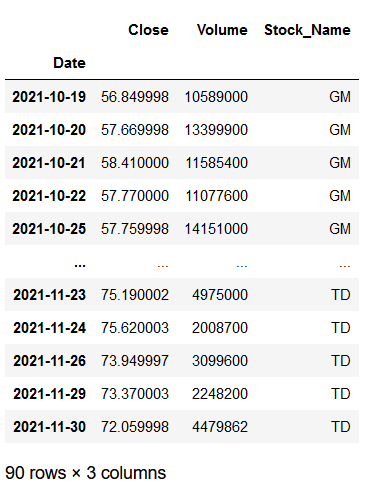 Close Volume Stock_Name
Date
2021-10-19 56.849998 10589000 GM
2021-10-20 57.669998 13399900 GM
2021-10-21 58.410000 11585400 GM
2021-10-22 57.770000 11077600 GM
2021-10-25 57.759998 14151000 GM
... ... ... ...
2021-11-23 75.190002 4975000 TD
2021-11-24 75.620003 2008700 TD
2021-11-26 73.949997 3099600 TD
2021-11-29 73.370003 2248200 TD
2021-11-30 72.059998 4479862 TD
90 rows × 3 columns